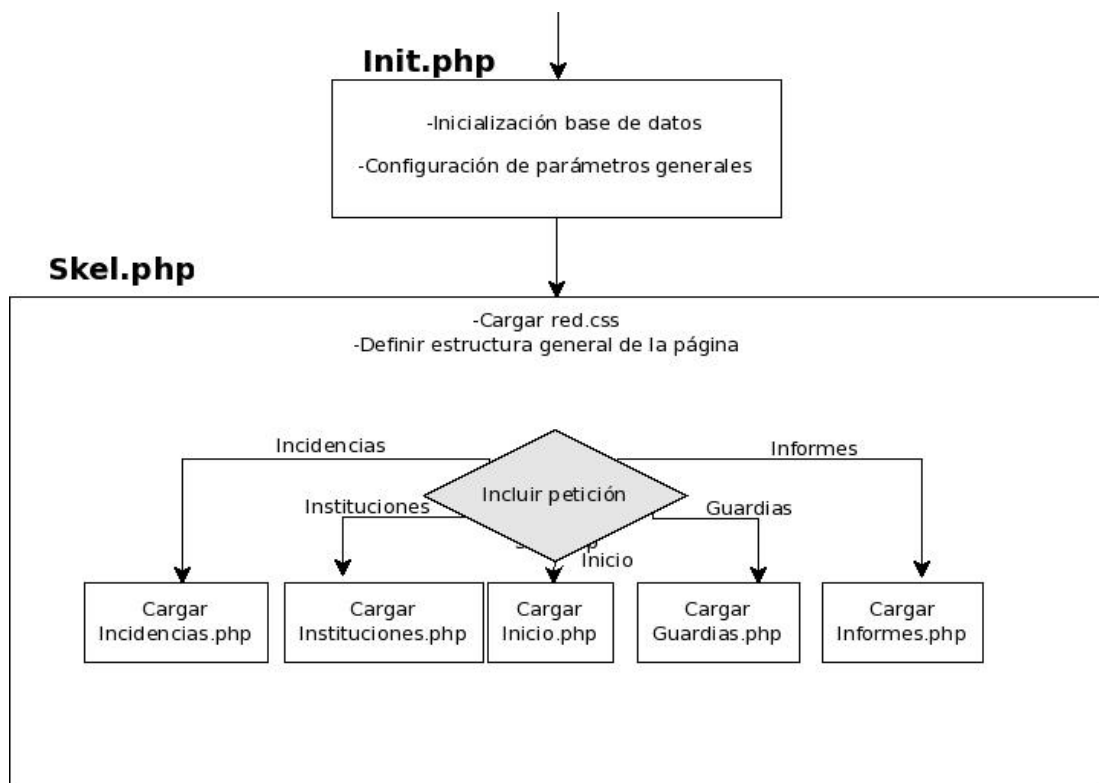 Init.php
-Inicialización base de datos
-Configuración de parámetros generales
Skel.php
-Cargar red.css
-Definir estructura general de la página
Incidencias
Informes
Incluir petición
Instituciones
Guardias
Inicio
Cargar
Incidencias.php
Cargar
Instituciones.php
Cargar
Inicio.php
Cargar
Guardias.php
Cargar
Informes.php